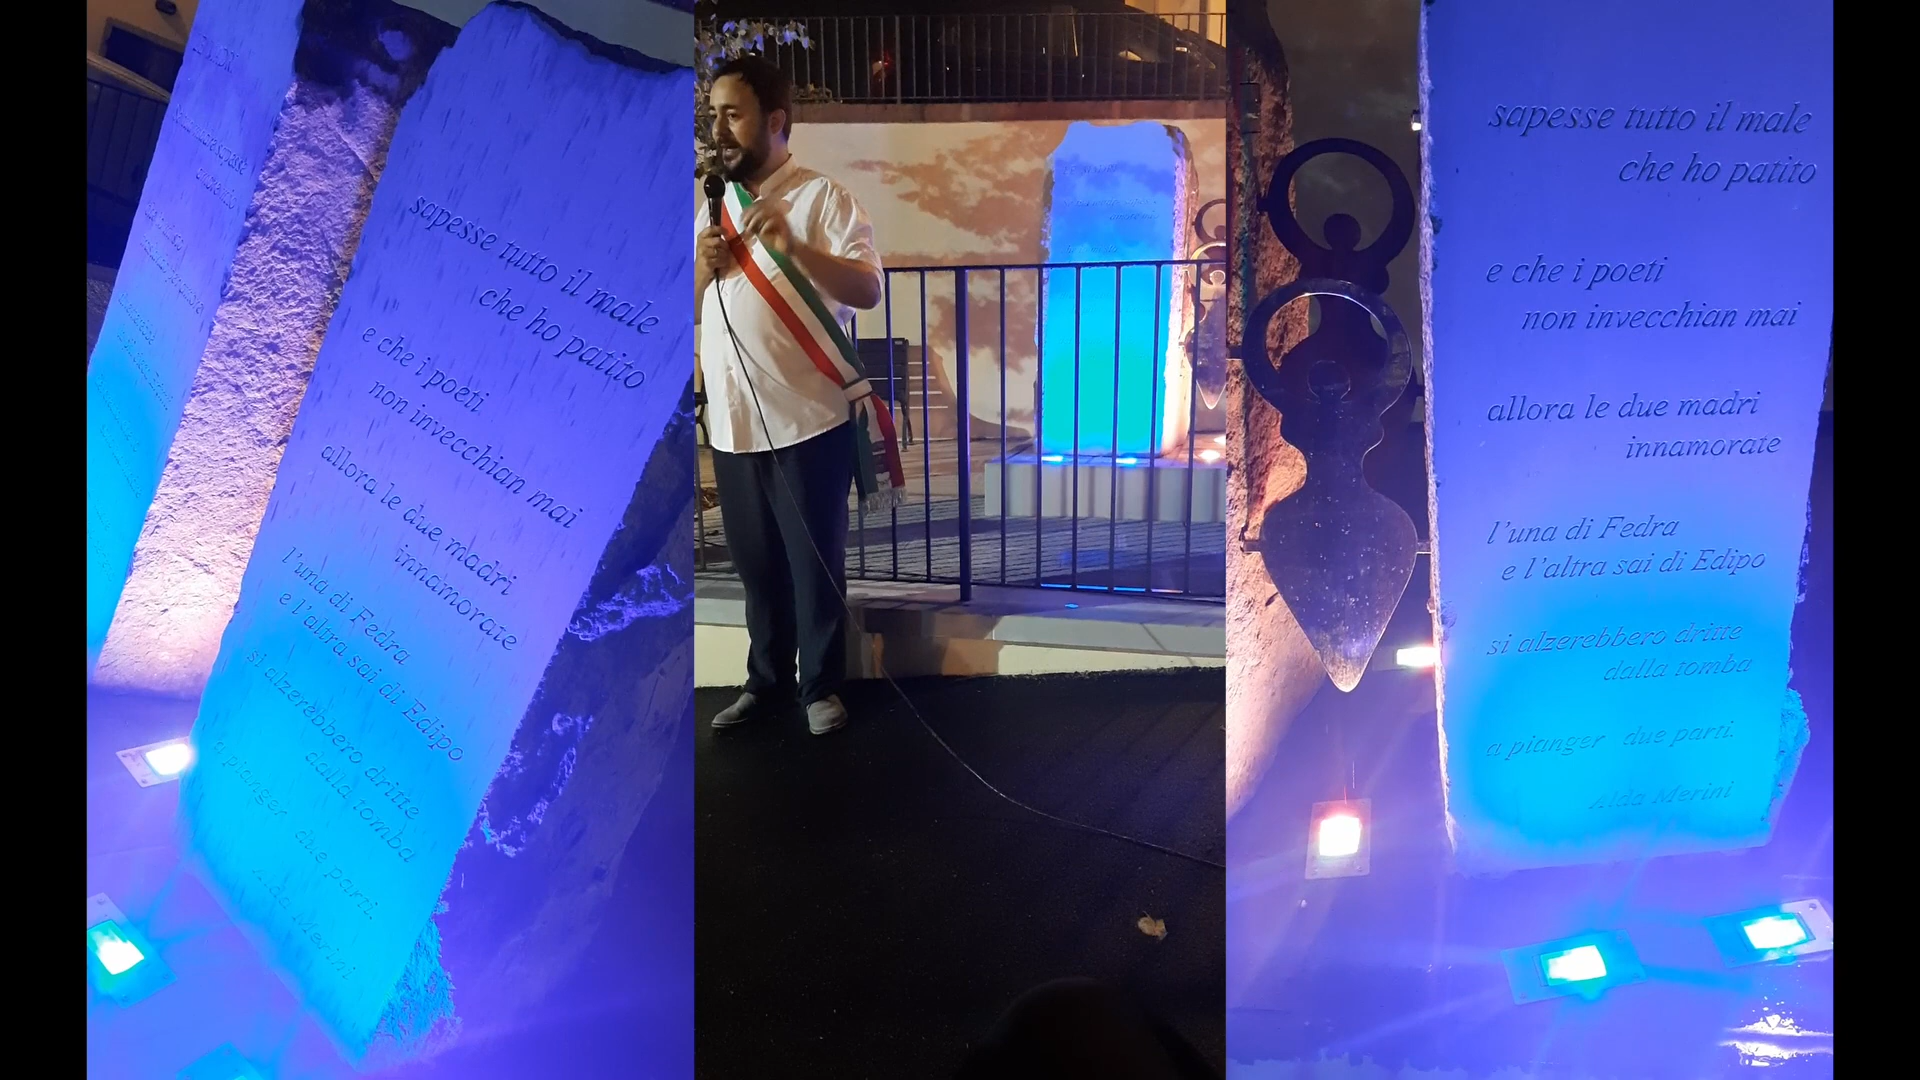 sapesse tutto il male
che ho patito
e che i poeti
non invecchian mai
allora le due madri
innamorate
l'una di Fedra
e l'altra sai di Edipo
si alzerebbero dritte
dalla tomba
a pianger due parti.
Alda Merini
sapesse tutto il male
che ho patito
e che i poeti
non invecchian mai
allora le due madri
innamorate
l'una di Fedra
e l'altra sai di Edipo
si alzerebbero dritte
dalla tomba
a pianger due parti.
Alda Merini